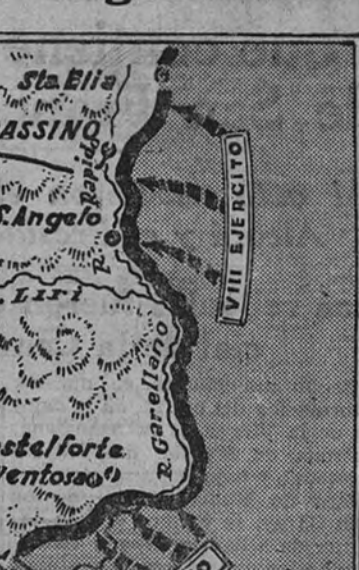 Sta. Elia
ASSINO
Rapido
S. Angelo
R.
VIII EJERCITO
. LIRI
R. Garellano
stelforte
ventosa
O